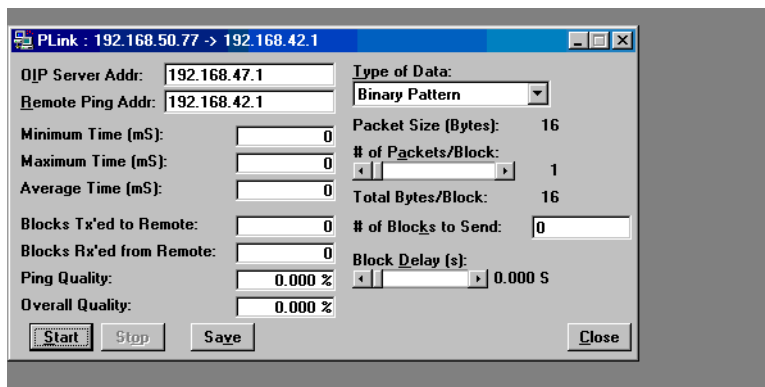 PLink : 192.168.50.77 -> 192.168.42.1
OIP Server Addr: 192.168.47.1
Remote Ping Addr: 192.168.42.1
Minimum Time (mS): 0
Maximum Time (mS): 0
Average Time (mS): 0
Blocks Tx'ed to Remote: 0
Blocks Rx'ed from Remote: 0
Ping Quality: 0.000 %
Overall Quality: 0.000 %
Type of Data:
Binary Pattern
Packet Size (Bytes): 16
# of Packets/Block:
1
Total Bytes/Block: 16
# of Blocks to Send: 0
Block Delay (s):
0.000 S
Start Stop Save Close